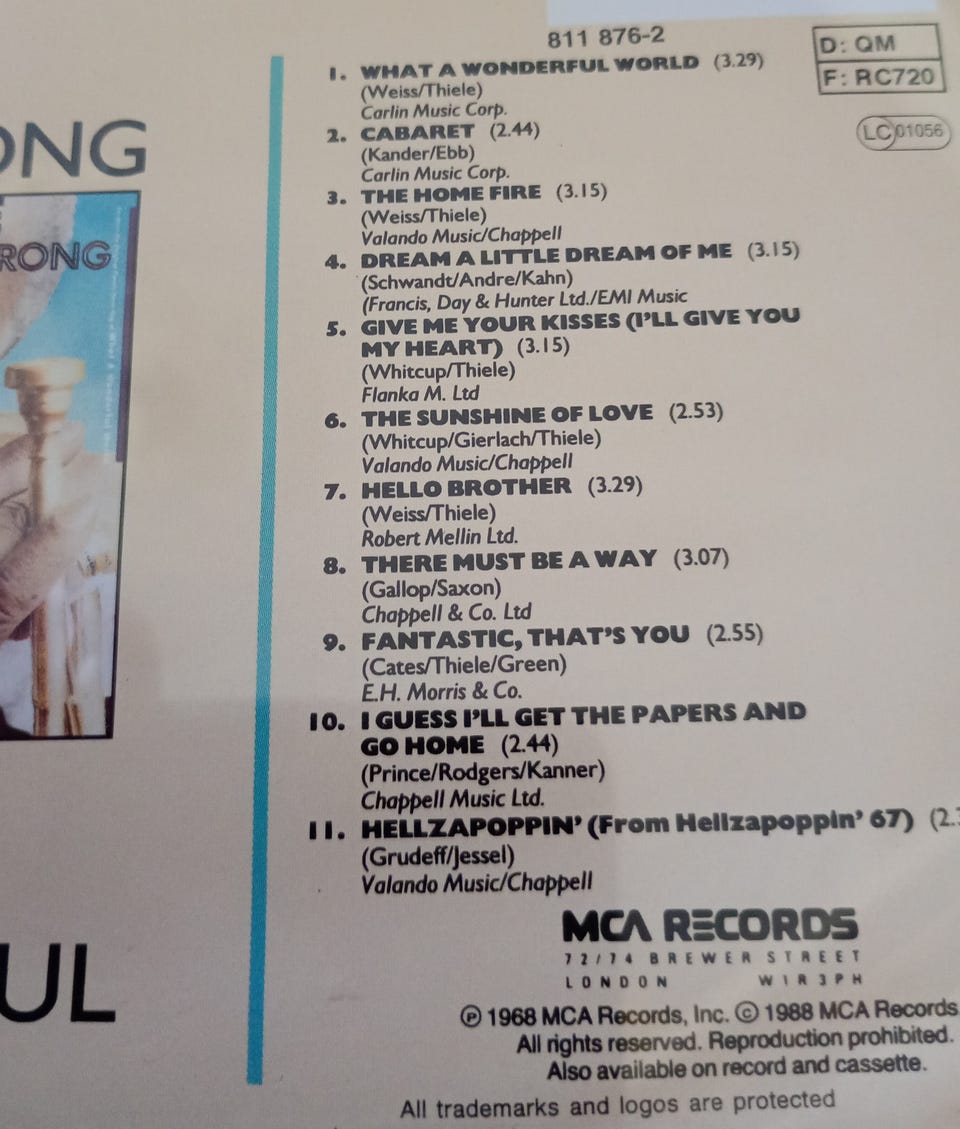 ONG
RONG
UL
811 876-2
D: QM
F: RC720
LC 01056
1. WHAT A WONDERFUL WORLD (3.29)
(Weiss/Thiele)
Carlin Music Corp.
2. CABARET (2.44)
(Kander/Ebb)
Carlin Music Corp.
3. THE HOME FIRE (3.15)
(Weiss/Thiele)
Valando Music/Chappell
4. DREAM A LITTLE DREAM OF ME (3.15)
(Schwandt/Andre/Kahn)
(Francis, Day & Hunter Ltd./EMI Music
5. GIVE ME YOUR KISSES (I'LL GIVE YOU
MY HEART) (3.15)
(Whitcup/Thiele)
Flanka M. Ltd
6. THE SUNSHINE OF LOVE (2.53)
(Whitcup/Gierlach/Thiele)
Valando Music/Chappell
7. HELLO BROTHER (3.29)
(Weiss/Thiele)
Robert Mellin Ltd.
8. THERE MUST BE A WAY (3.07)
(Gallop/Saxon)
Chappell & Co. Ltd
9. FANTASTIC, THAT'S YOU (2.55)
(Cates/Thiele/Green)
E.H. Morris & Co.
10. I GUESS I'LL GET THE PAPERS AND
GO HOME (2.44)
(Prince/Rodgers/Kanner)
Chappell Music Ltd.
11. HELLZAPOPPIN' (From Hellzapoppin' 67) (2.
(Grudeff/Jessel)
Valando Music/Chappell
MCA RECORDS
72/74 BREWER STREET
LONDON W1R3PH
℗ 1968 MCA Records, Inc. © 1988 MCA Records
All rights reserved. Reproduction prohibited.
Also available on record and cassette.
All trademarks and logos are protected